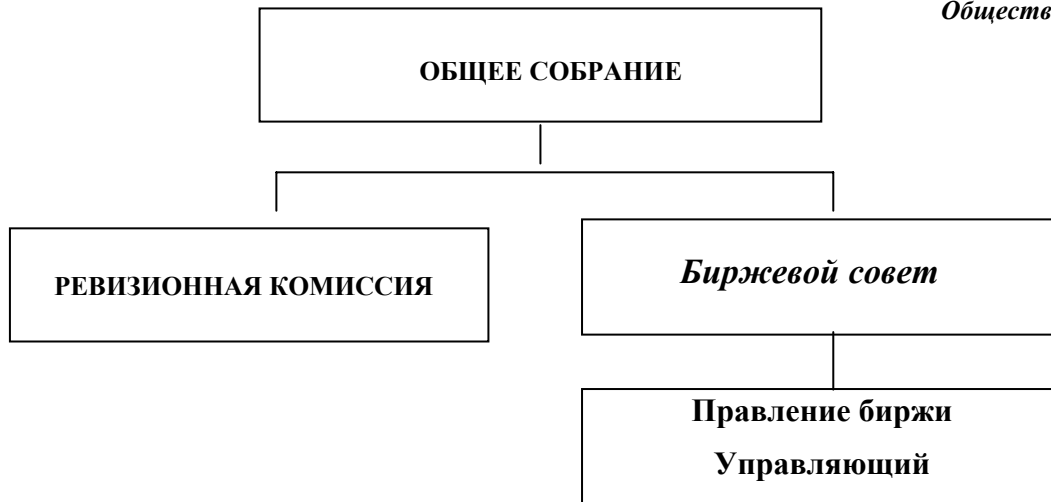 Обществ
ОБЩЕЕ СОБРАНИЕ
РЕВИЗИОННАЯ КОМИССИЯ
Биржевой совет
Правление биржи
Управляющий